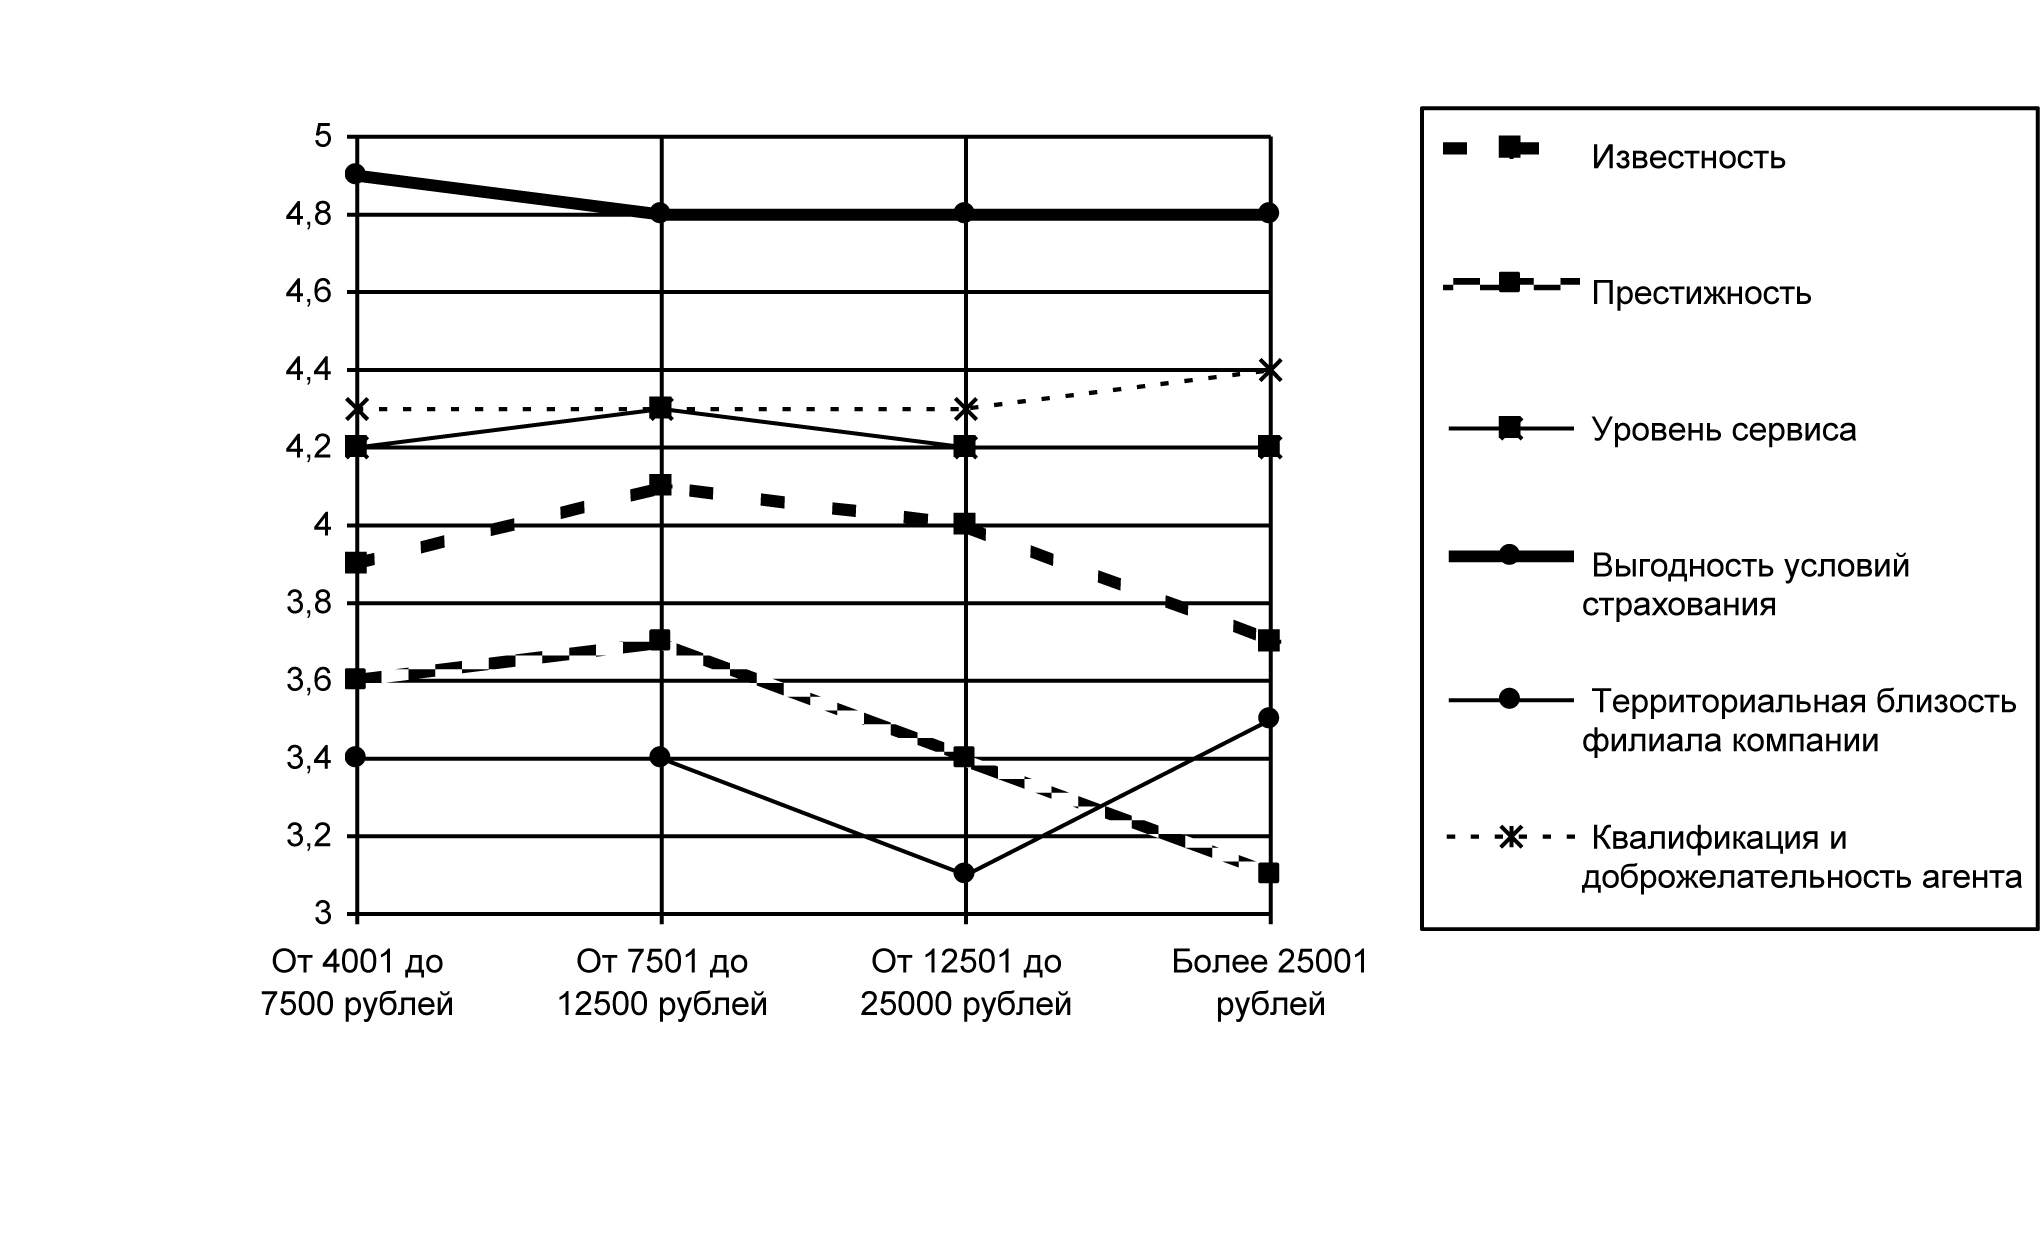 5
4,8
4,6
4,4
4,2
4
3,8
3,6
3,4
3,2
3
От 4001 до
7500 рублей
От 7501 до
12500 рублей
От 12501 до
25000 рублей
Более 25001
рублей
Известность
Престижность
Уровень сервиса
Выгодность условий
страхования
Территориальная близость
филиала компании
Квалификация и
доброжелательность агента